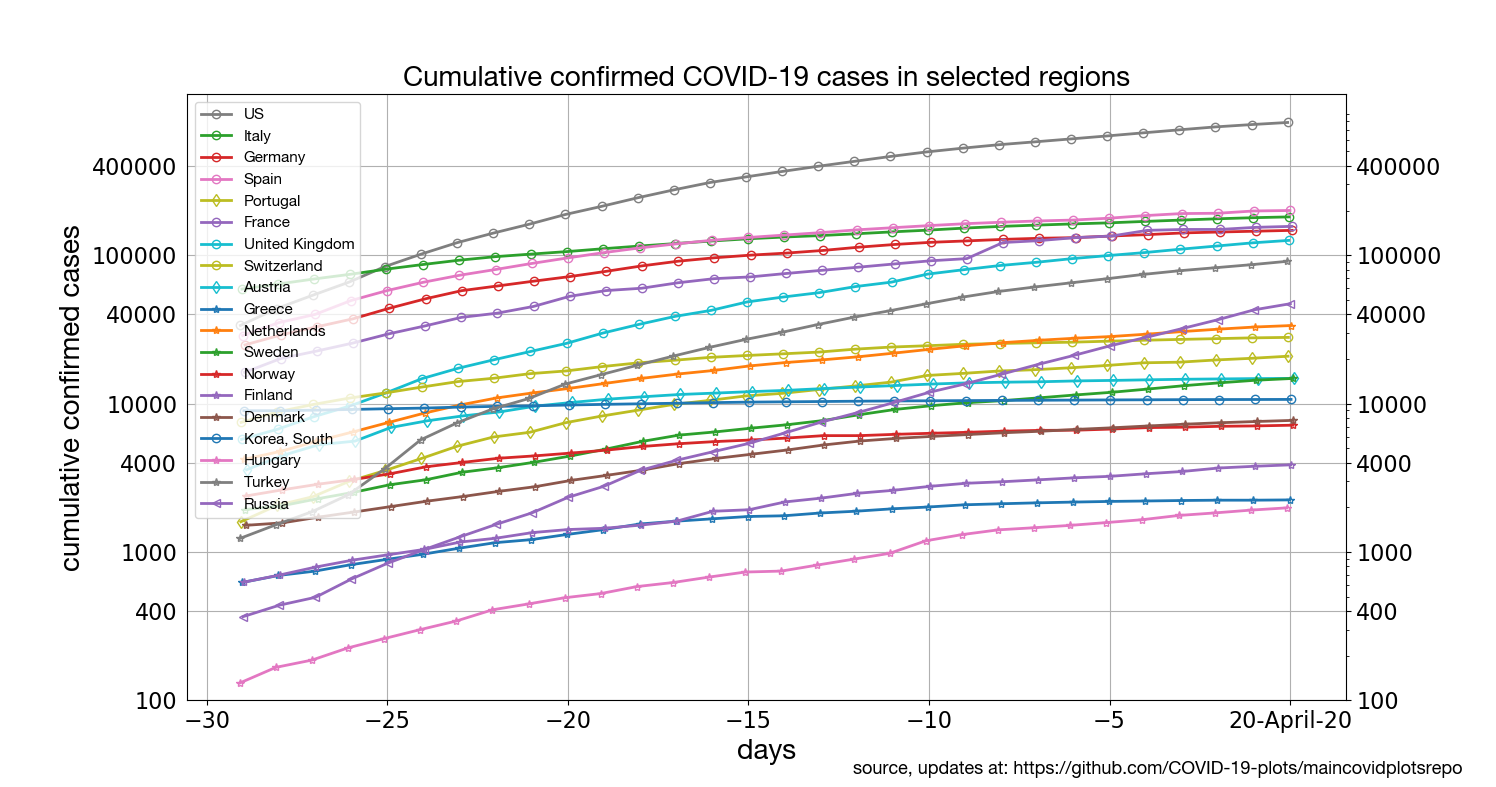 Cumulative confirmed COVID-19 cases in selected regions
US
Italy
Germany
Spain
Portugal
France
United Kingdom
Switzerland
Austria
Greece
Netherlands
Sweden
Norway
Finland
Denmark
Korea, South
Hungary
Turkey
Russia
cumulative confirmed cases
400000
100000
40000
10000
4000
1000
400
100
400000
100000
40000
10000
4000
1000
400
100
−30 −25 −20 −15 −10 −5 20-April-20
days
source, updates at: https://github.com/COVID-19-plots/maincovidplotsrepo